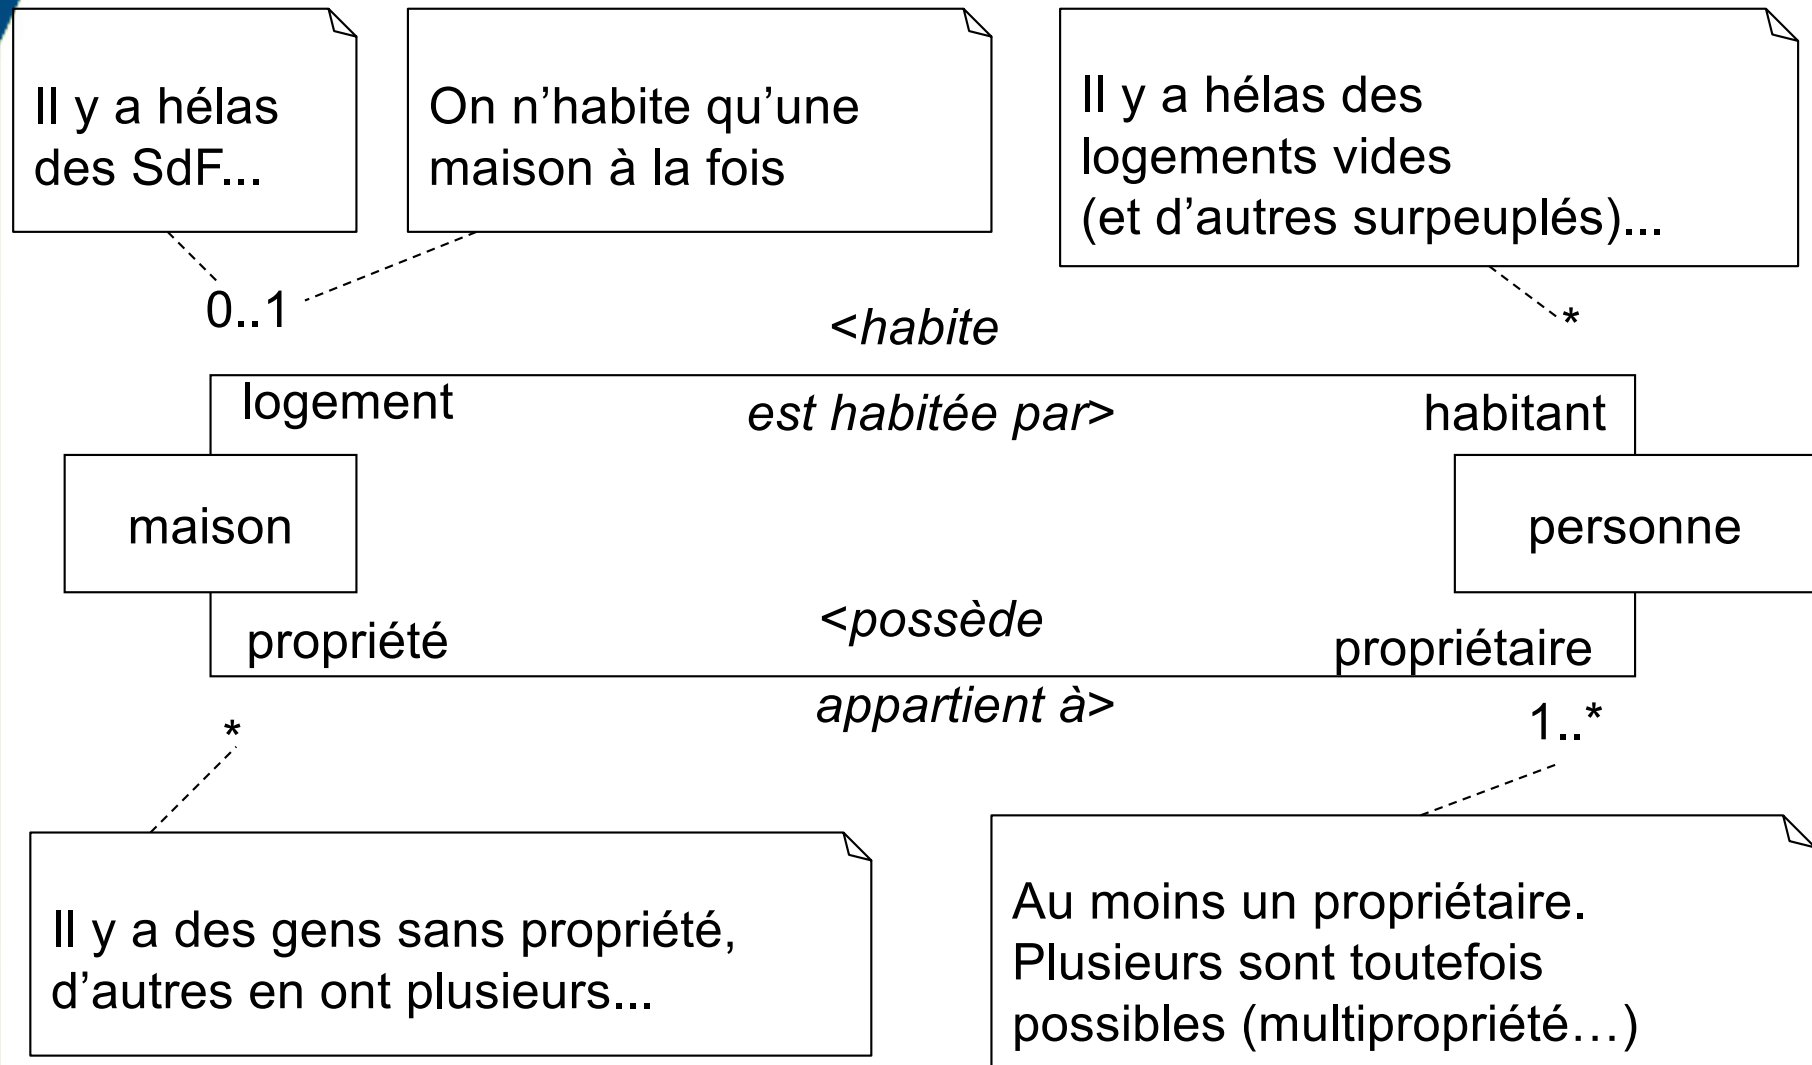 Il y a hélas
des SdF...
On n’habite qu’une
maison à la fois
Il y a hélas des
logements vides
(et d’autres surpeuplés)...
0..1
<habite
*
logement
est habitée par>
habitant
maison
personne
propriété
<possède
propriétaire
appartient à>
*
1..*
Il y a des gens sans propriété,
d’autres en ont plusieurs...
Au moins un propriétaire.
Plusieurs sont toutefois
possibles (multipropriété…)